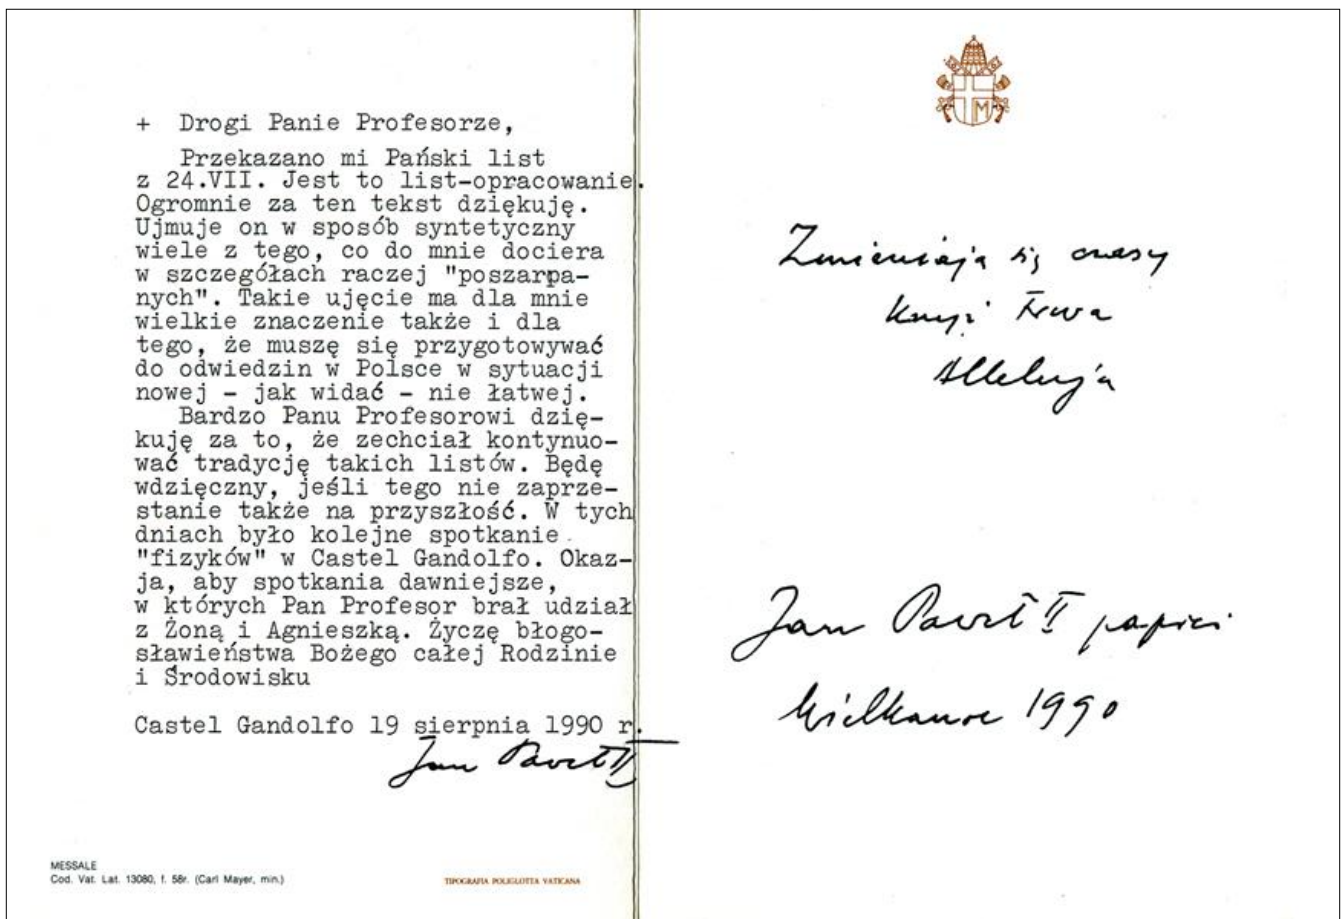 + Drogi Panie Profesorze,
Przekazano mi Pański list
z 24.VII. Jest to list-opracowanie.
Ogromnie za ten tekst dziękuję.
Ujmuje on w sposób syntetyczny
wiele z tego, co do mnie dociera
w szczegółach raczej "poszarpa-
nych". Takie ujęcie ma dla mnie
wielkie znaczenie także i dla
tego, że muszę się przygotowywać
do odwiedzin w Polsce w sytuacji
nowej - jak widać - nie łatwej.
Bardzo Panu Profesorowi dzię-
kuję za to, że zechciał kontynuo-
wać tradycję takich listów. Będę
wdzięczny, jeśli tego nie zaprze-
stanie także na przyszłość. W tych
dniach było kolejne spotkanie
"fizyków" w Castel Gandolfo. Okaz-
ja, aby spotkania dawniejsze,
w których Pan Profesor brał udział
z Żoną i Agnieszką. Życzę błogo-
sławieństwa Bożego całej Rodzinie
i Środowisku
Castel Gandolfo 19 sierpnia 1990 r.
Jan Paweł II
MESSALE
Cod. Vat. Lat. 13080, f. 58r. (Carl Mayer, min.)
TIPOGRAFIA POLIGLOTTA VATICANA
M
Zmieniają się czasy
Krzyż trwa
Alleluja
Jan Paweł II papież
Wielkanoc 1990